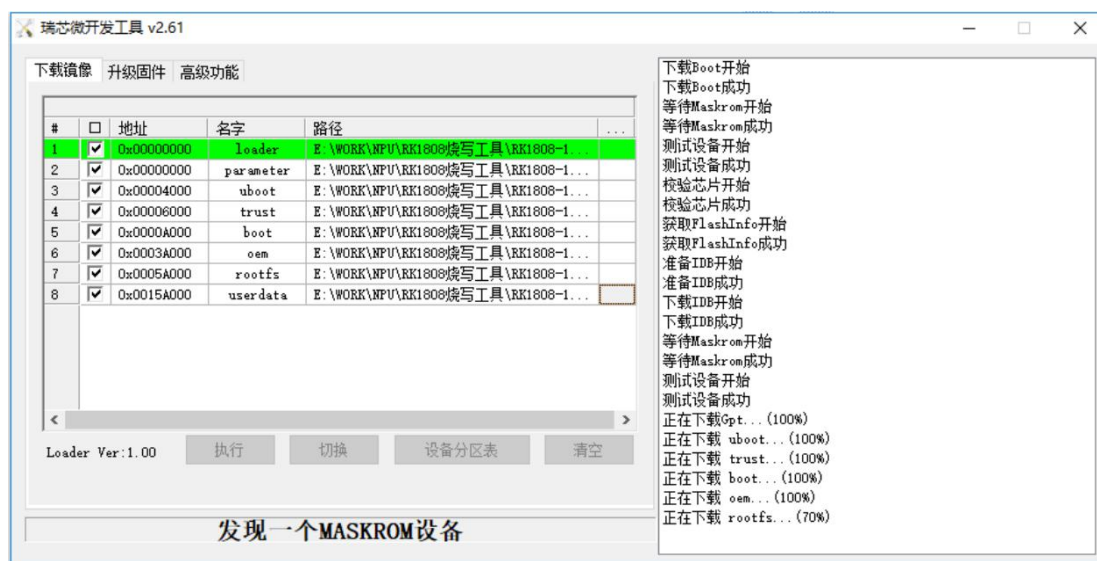 瑞芯微开发工具 v2.61
下载镜像 升级固件 高级功能
# 地址 名字 路径 ...
1 0x00000000 loader E:\WORK\NPU\RK1808烧写工具\RK1808-1...
2 0x00000000 parameter E:\WORK\NPU\RK1808烧写工具\RK1808-1...
3 0x00004000 uboot E:\WORK\NPU\RK1808烧写工具\RK1808-1...
4 0x00006000 trust E:\WORK\NPU\RK1808烧写工具\RK1808-1...
5 0x0000A000 boot E:\WORK\NPU\RK1808烧写工具\RK1808-1...
6 0x0003A000 oem E:\WORK\NPU\RK1808烧写工具\RK1808-1...
7 0x0005A000 rootfs E:\WORK\NPU\RK1808烧写工具\RK1808-1...
8 0x0015A000 userdata E:\WORK\NPU\RK1808烧写工具\RK1808-1...
Loader Ver:1.00 执行 切换 设备分区表 清空
发现一个MASKROM设备
下载Boot开始
下载Boot成功
等待Maskrom开始
等待Maskrom成功
测试设备开始
测试设备成功
校验芯片开始
校验芯片成功
获取FlashInfo开始
获取FlashInfo成功
准备IDB开始
准备IDB成功
下载IDB开始
下载IDB成功
等待Maskrom开始
等待Maskrom成功
测试设备开始
测试设备成功
正在下载Gpt...(100%)
正在下载 uboot...(100%)
正在下载 trust...(100%)
正在下载 boot...(100%)
正在下载 oem...(100%)
正在下载 rootfs...(70%)